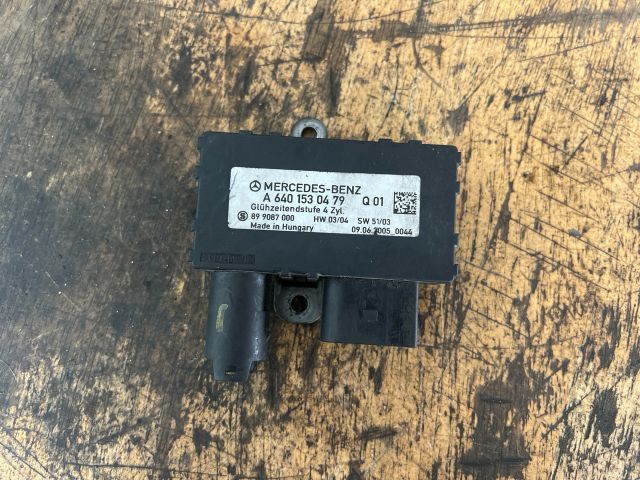 MERCEDES-BENZ
A 640 153 04 79 Q 01
Glühzeitendstufe 4 Zyl.
89 9087 000 HW 03/04 SW 51/03
Made in Hungary 09.06.2005_0044